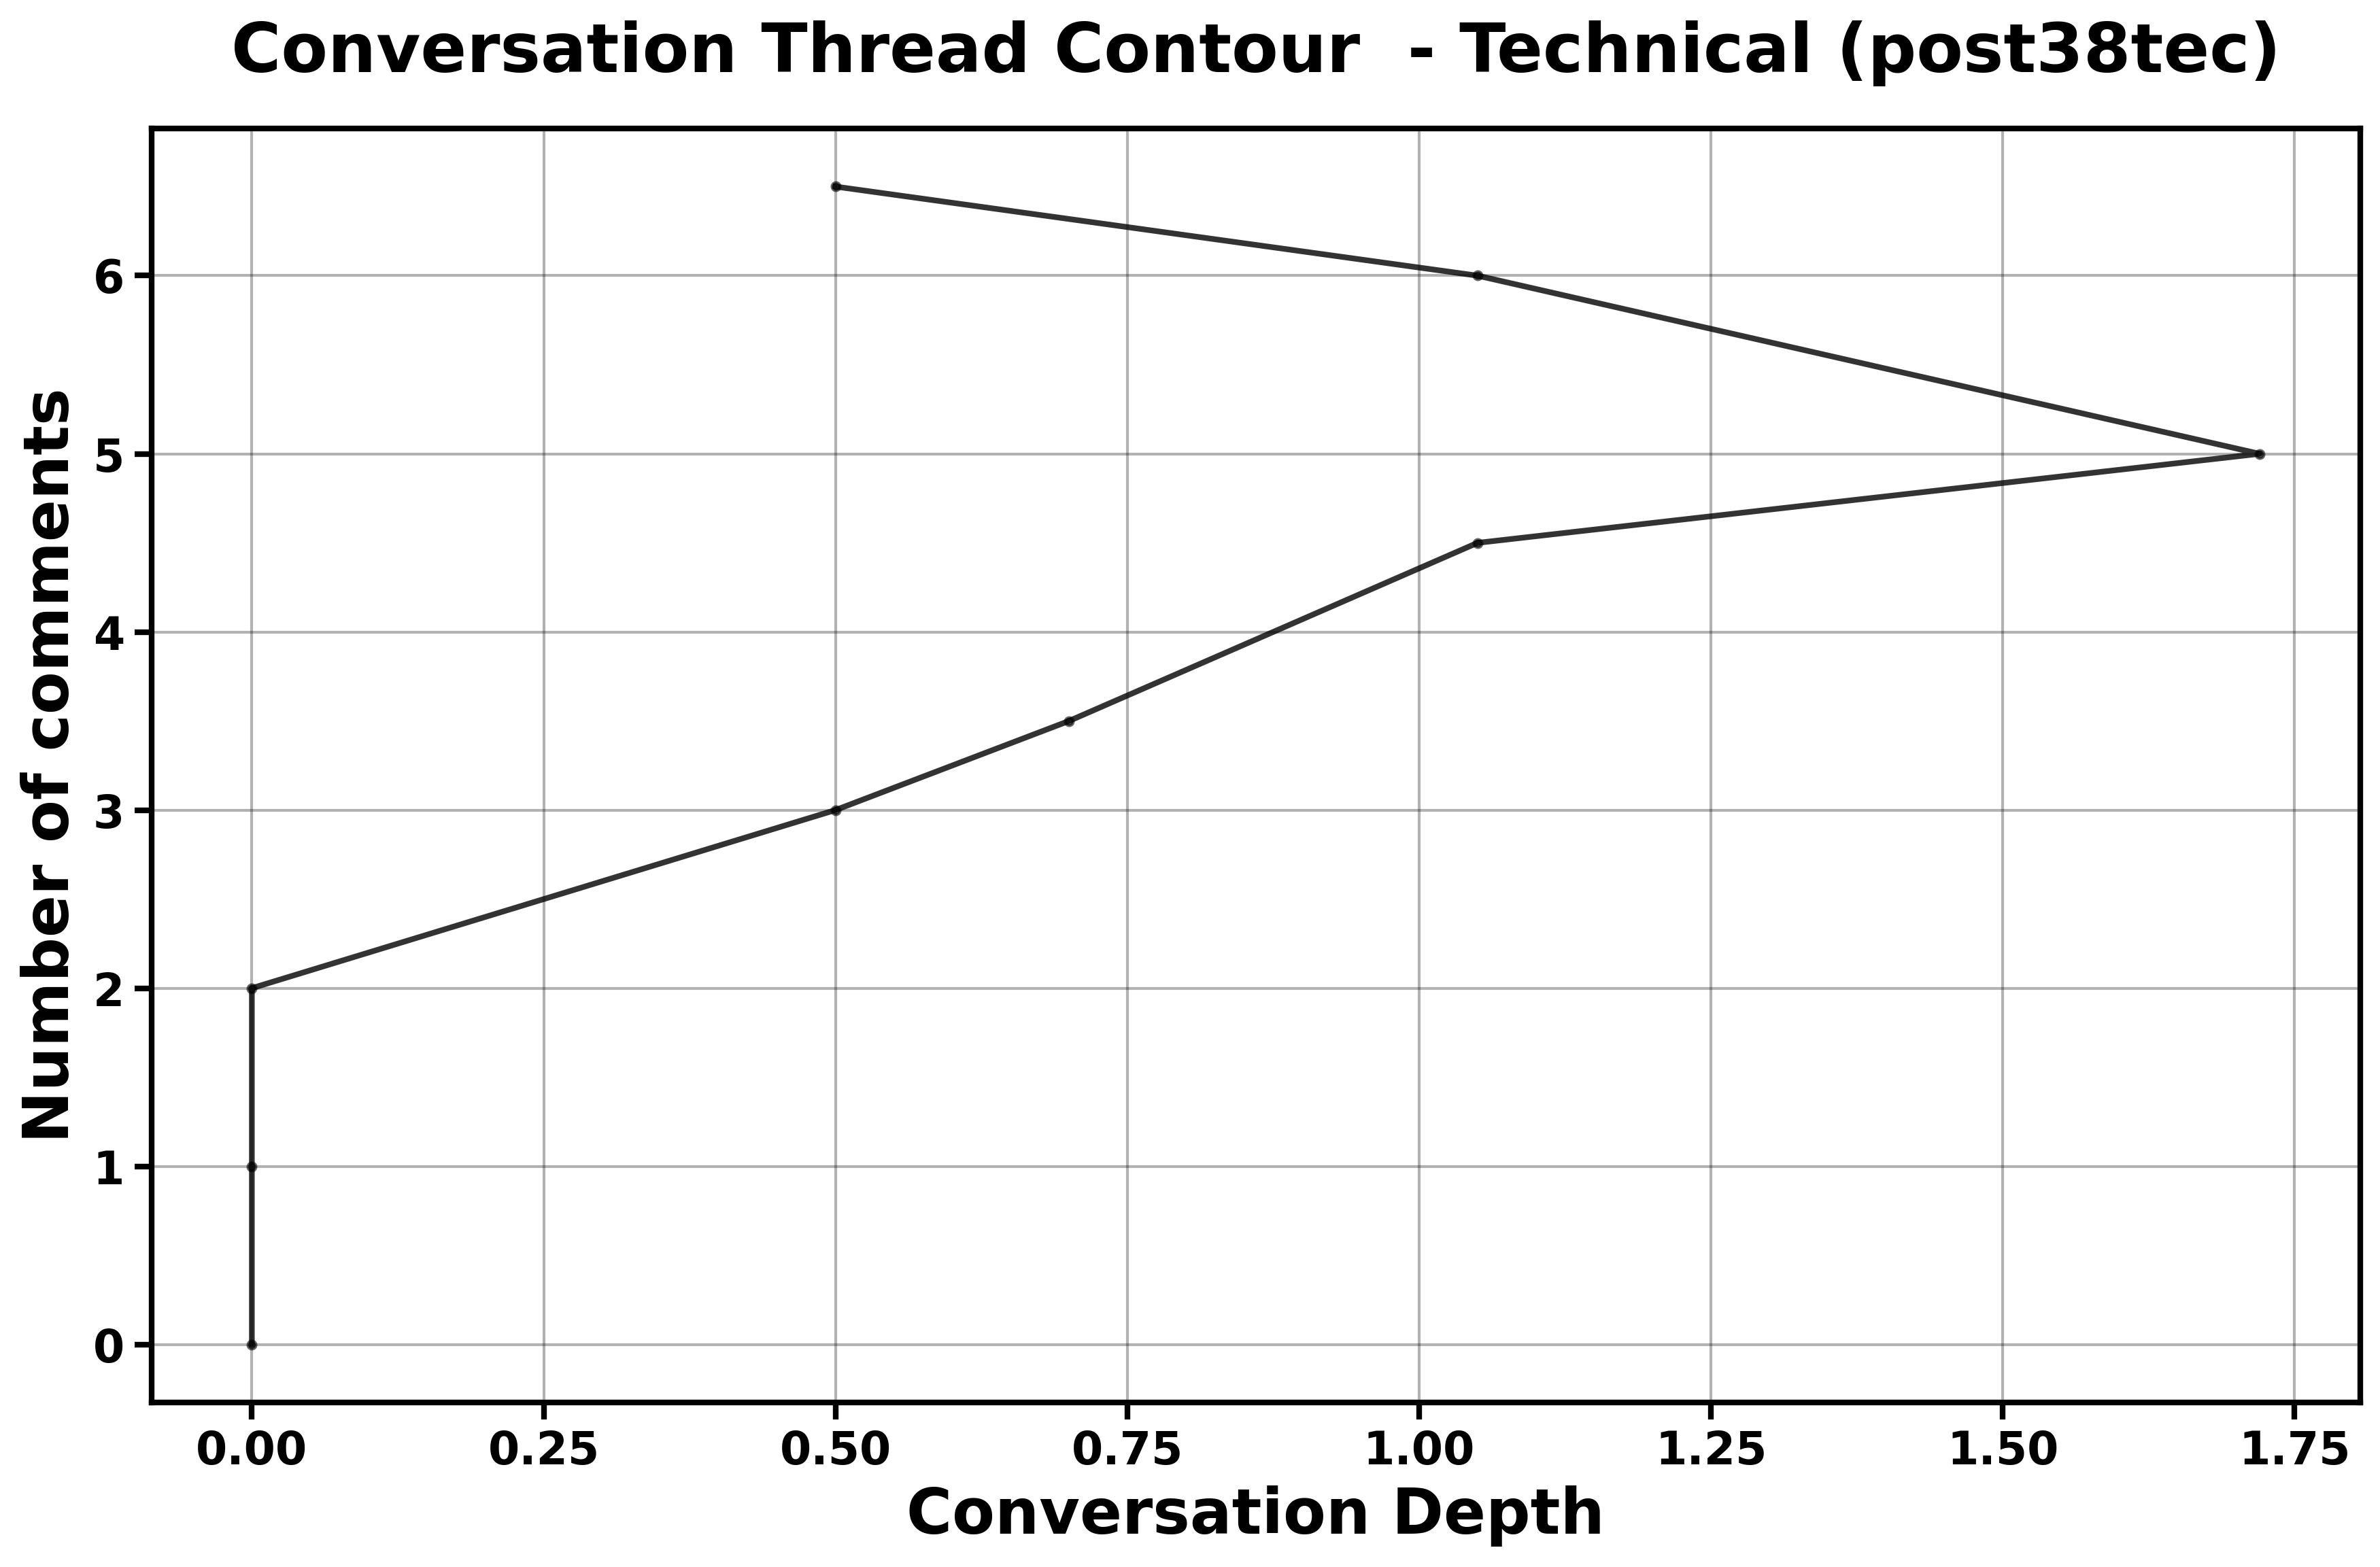 Conversation Thread Contour  - Technical (post38tec)
Number of comments
6
5
4
3
2
1
0
0.00 0.25 0.50 0.75 1.00 1.25 1.50 1.75
Conversation Depth